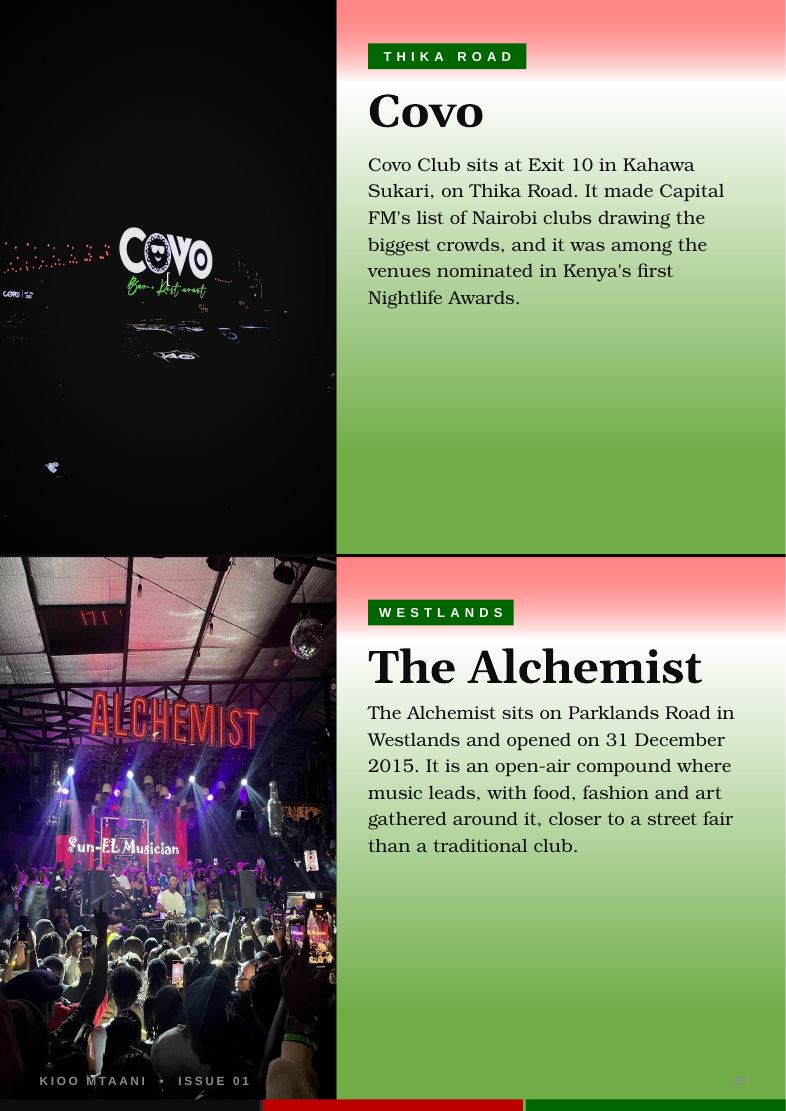 THIKA ROAD
Covo
Covo Club sits at Exit 10 in Kahawa
Sukari, on Thika Road. It made Capital
FM's list of Nairobi clubs drawing the
biggest crowds, and it was among the
venues nominated in Kenya's first
Nightlife Awards.
COVO
Bar & Restaurant
WESTLANDS
The Alchemist
The Alchemist sits on Parklands Road in
Westlands and opened on 31 December
2015. It is an open-air compound where
music leads, with food, fashion and art
gathered around it, closer to a street fair
than a traditional club.
ALCHEMIST
Sun-EL Musician
KIOO MTAANI • ISSUE 01